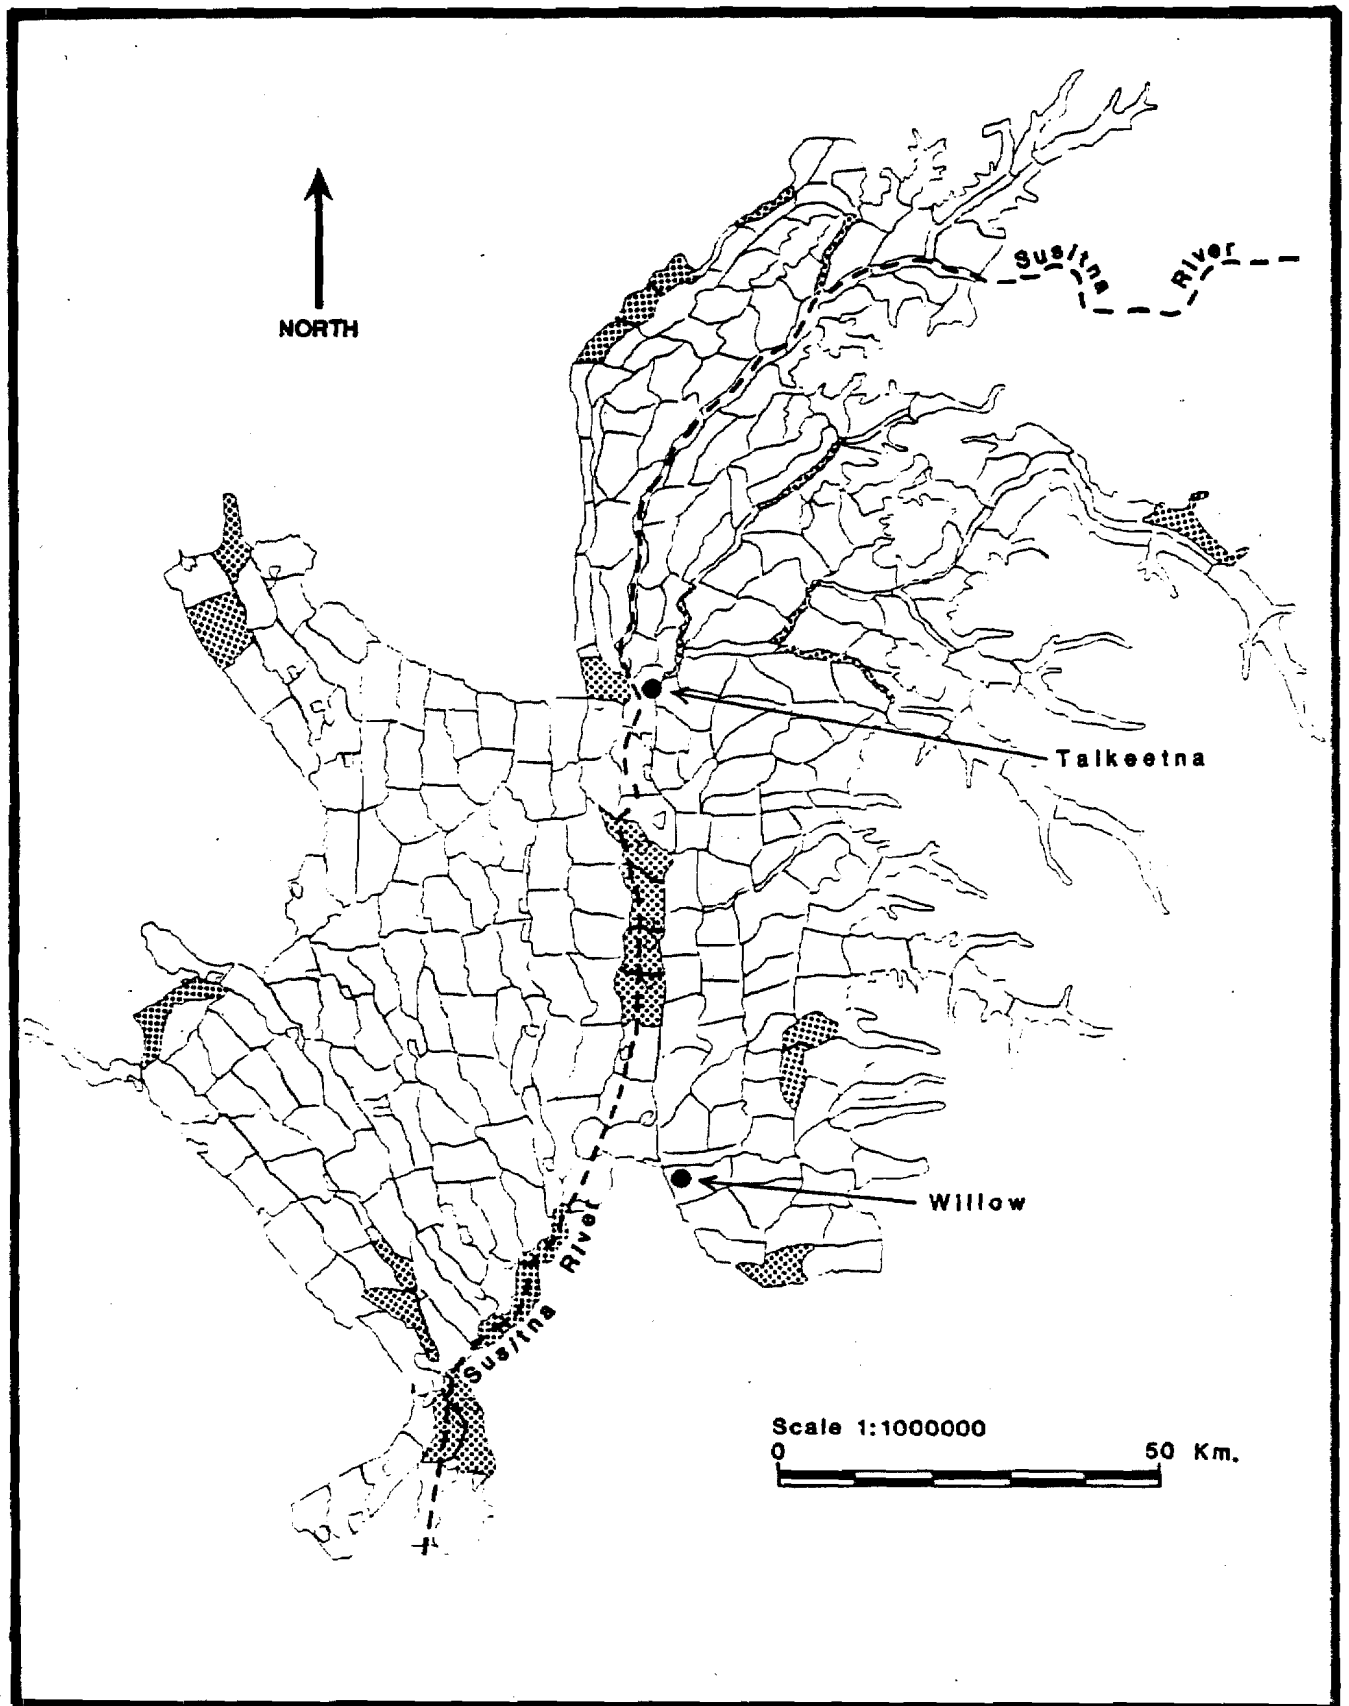 Susitna River
NORTH
Talkeetna
Willow
Susitna River
Scale 1:1000000
0 50 Km.